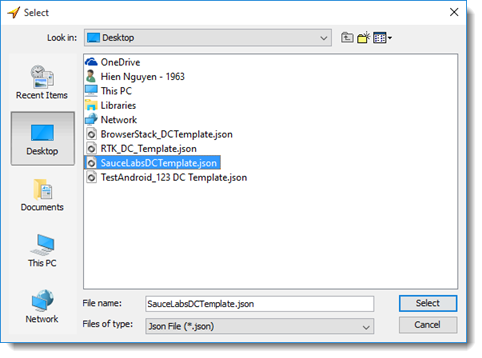 Select
Look in: Desktop
Recent Items
Desktop
Documents
This PC
Network
OneDrive
Hien Nguyen - 1963
This PC
Libraries
Network
BrowserStack_DCTemplate.json
RTK_DC_Template.json
SauceLabsDCTemplate.json
TestAndroid_123 DC Template.json
File name: SauceLabsDCTemplate.json Select
Files of type: Json File (*.json) Cancel